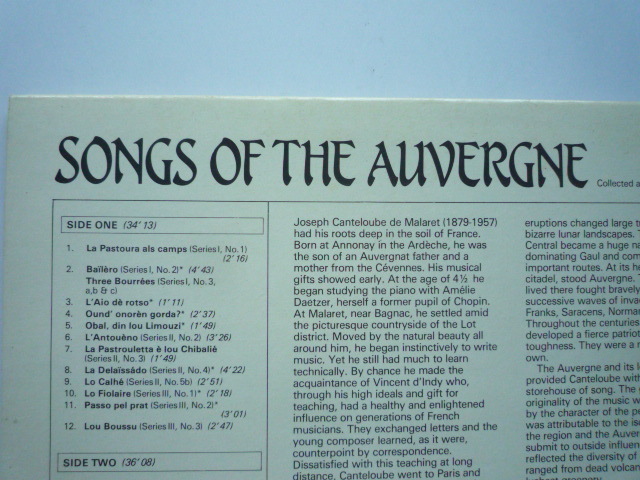 SONGS OF THE AUVERGNE
Collected a
SIDE ONE (34'13)
1. La Pastoura als camps (Series I, No. 1)
(2'16)
2. Baïlèro (Series I, No. 2)* (4'43)
Three Bourrées (Series I, No. 3,
a,b & c)
3. L'Aio dè rotso* (1'11)
4. Ound' onorèn gorda?* (2'37)
5. Obal, din lou Limouzi* (1'49)
6. L'Antouèno (Series II, No. 2) (3'26)
7. La Pastrouletta è lou Chibaliè
(Series II, No. 3) (1'49)
8. La Delaïssádo (Series II, No. 4)* (4'22)
9. Lo Calhé (Series II, No. 5b) (2'51)
10. Lo Fiolaire (Series III, No. 1)* (2'18)
11. Passo pel prat (Series III, No. 2)*
(3'01)
12. Lou Boussu (Series III, No. 3) (2'47)
SIDE TWO (36'08)
Joseph Canteloube de Malaret (1879-1957)
had his roots deep in the soil of France.
Born at Annonay in the Ardèche, he was
the son of an Auvergnat father and a
mother from the Cévennes. His musical
gifts showed early. At the age of 4½ he
began studying the piano with Amélie
Daetzer, herself a former pupil of Chopin.
At Malaret, near Bagnac, he settled amid
the picturesque countryside of the Lot
district. Moved by the natural beauty all
around him, he began instinctively to write
music. Yet he still had much to learn
technically. By chance he made the
acquaintance of Vincent d'Indy who,
through his high ideals and gift for
teaching, had a healthy and enlightened
influence on generations of French
musicians. They exchanged letters and the
young composer learned, as it were,
counterpoint by correspondence.
Dissatisfied with this teaching at long
distance, Canteloube went to Paris and
eruptions changed large tr
bizarre lunar landscapes. T
Central became a huge na
dominating Gaul and com
important routes. At its he
citadel, stood Auvergne. T
lived there fought bravely
successive waves of inva
Franks, Saracens, Norman
Throughout the centuries
developed a fierce patriot
toughness. They were a r
own.
The Auvergne and its l
provided Canteloube with
storehouse of song. The
originality of the music w
by the character of the pe
was attributable to the iso
the region and the Auver
submit to outside influen
reflected the diversity of
ranged from dead volcan